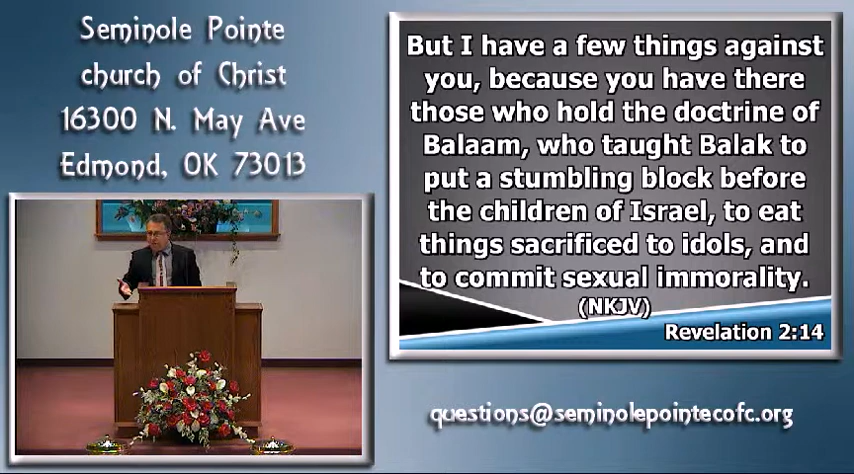 Seminole Pointe
church of Christ
16300 N. May Ave
Edmond, OK 73013
But I have a few things against
you, because you have there
those who hold the doctrine of
Balaam, who taught Balak to
put a stumbling block before
the children of Israel, to eat
things sacrificed to idols, and
to commit sexual immorality.
(NKJV)
Revelation 2:14
questions@seminolepointecofc.org